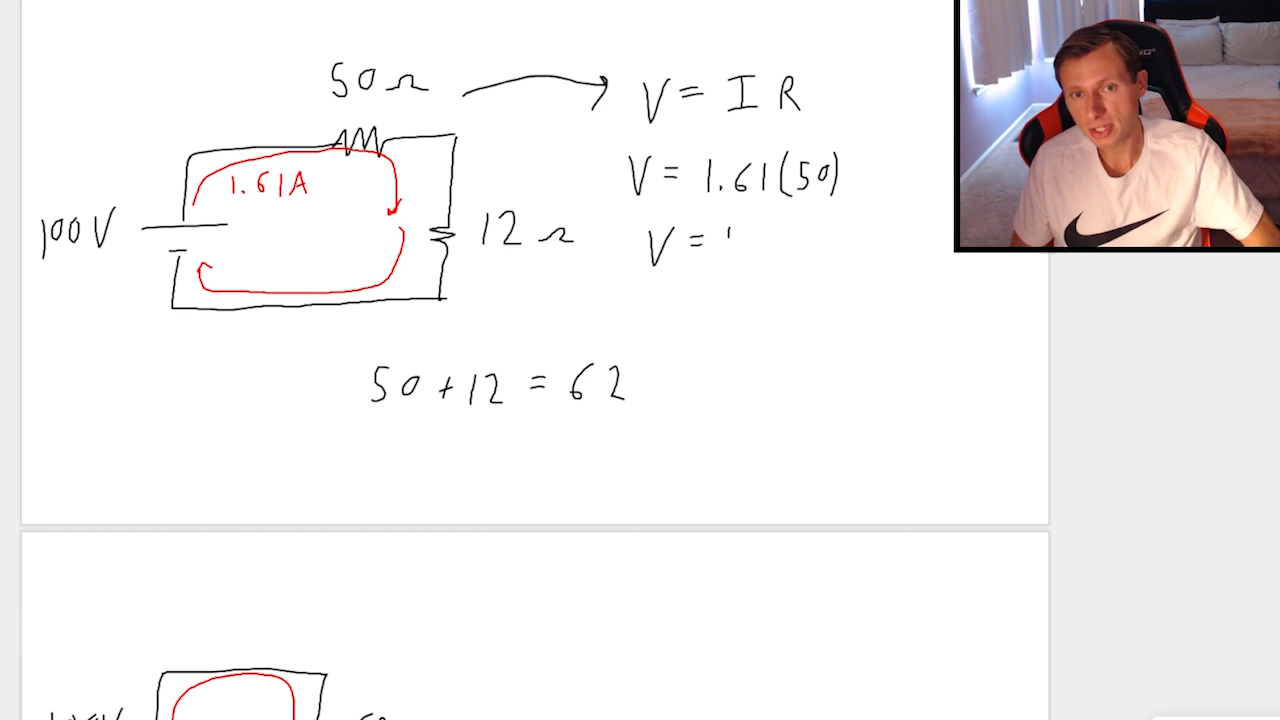 50Ω
V = I R
1.61A
V = 1.61(50)
100V
12Ω
V =
50+12 = 62